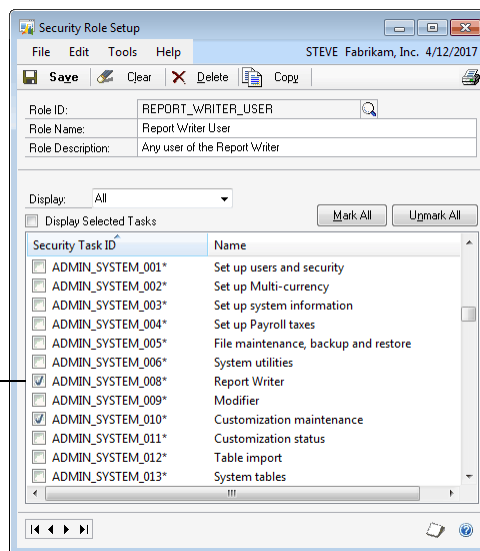 Security Role Setup
File Edit Tools Help STEVE Fabrikam, Inc. 4/12/2017
Save Clear Delete Copy
Role ID: REPORT_WRITER_USER
Role Name: Report Writer User
Role Description: Any user of the Report Writer
Display: All
Display Selected Tasks Mark All Unmark All
Security Task ID Name
ADMIN_SYSTEM_001* Set up users and security
ADMIN_SYSTEM_002* Set up Multi-currency
ADMIN_SYSTEM_003* Set up system information
ADMIN_SYSTEM_004* Set up Payroll taxes
ADMIN_SYSTEM_005* File maintenance, backup and restore
ADMIN_SYSTEM_006* System utilities
ADMIN_SYSTEM_008* Report Writer
ADMIN_SYSTEM_009* Modifier
ADMIN_SYSTEM_010* Customization maintenance
ADMIN_SYSTEM_011* Customization status
ADMIN_SYSTEM_012* Table import
ADMIN_SYSTEM_013* System tables